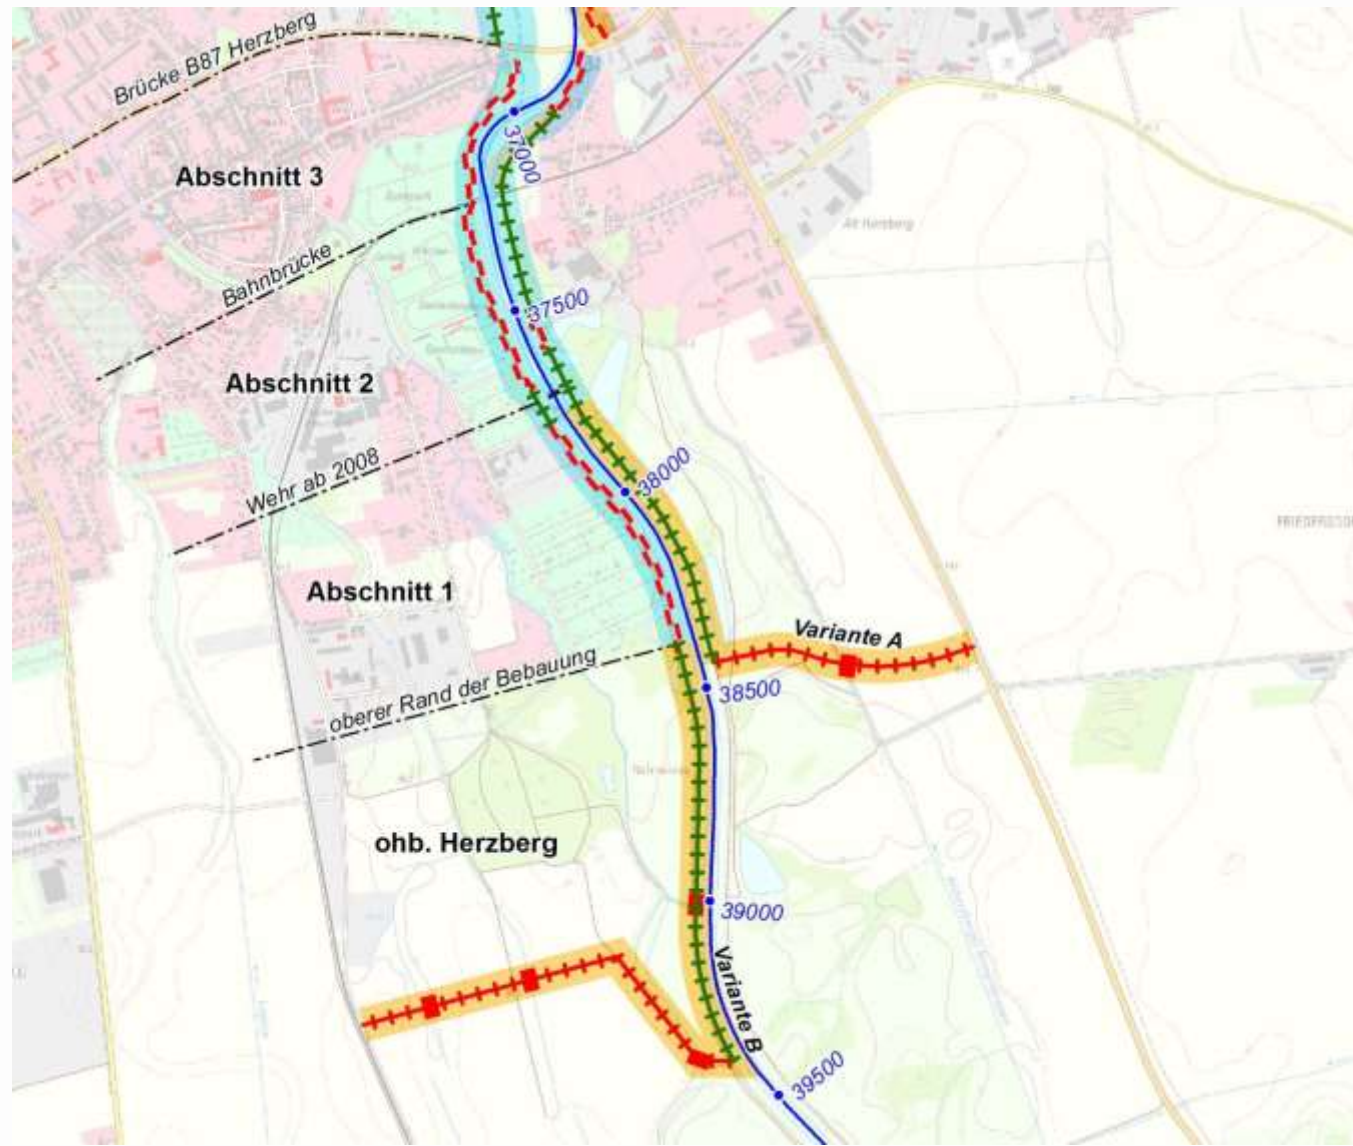 Brücke B87 Herzberg
37000
Abschnitt 3
Alt Herzberg
Bahnbrücke
37500
Abschnitt 2
Wehr ab 2008
38000
Abschnitt 1
Variante A
oberer Rand der Bebauung
38500
ohb. Herzberg
39000
Variante B
39500